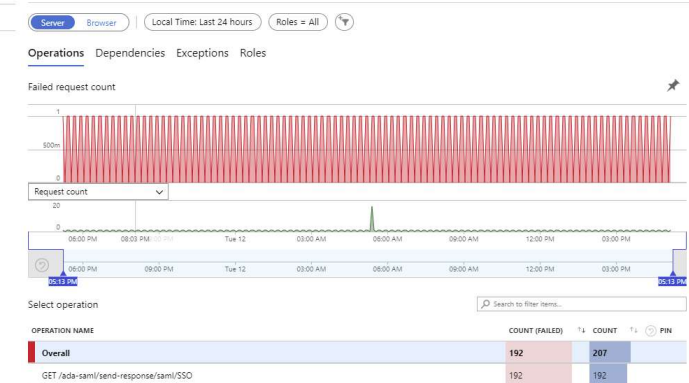 Server Browser Local Time: Last 24 hours Roles = All
Operations Dependencies Exceptions Roles
Failed request count
1
500m
0
Request count
20
0
06:00 PM 08:03 PM Tue 12 03:00 AM 06:00 AM 09:00 AM 12:00 PM 03:00 PM
06:00 PM 09:00 PM Tue 12 03:00 AM 06:00 AM 09:00 AM 12:00 PM 03:00 PM
05:13 PM 05:13 PM
Select operation Search to filter items...
OPERATION NAME COUNT (FAILED) COUNT PIN
Overall 192 207
GET /ada-saml/send-response/saml/SSO 192 192